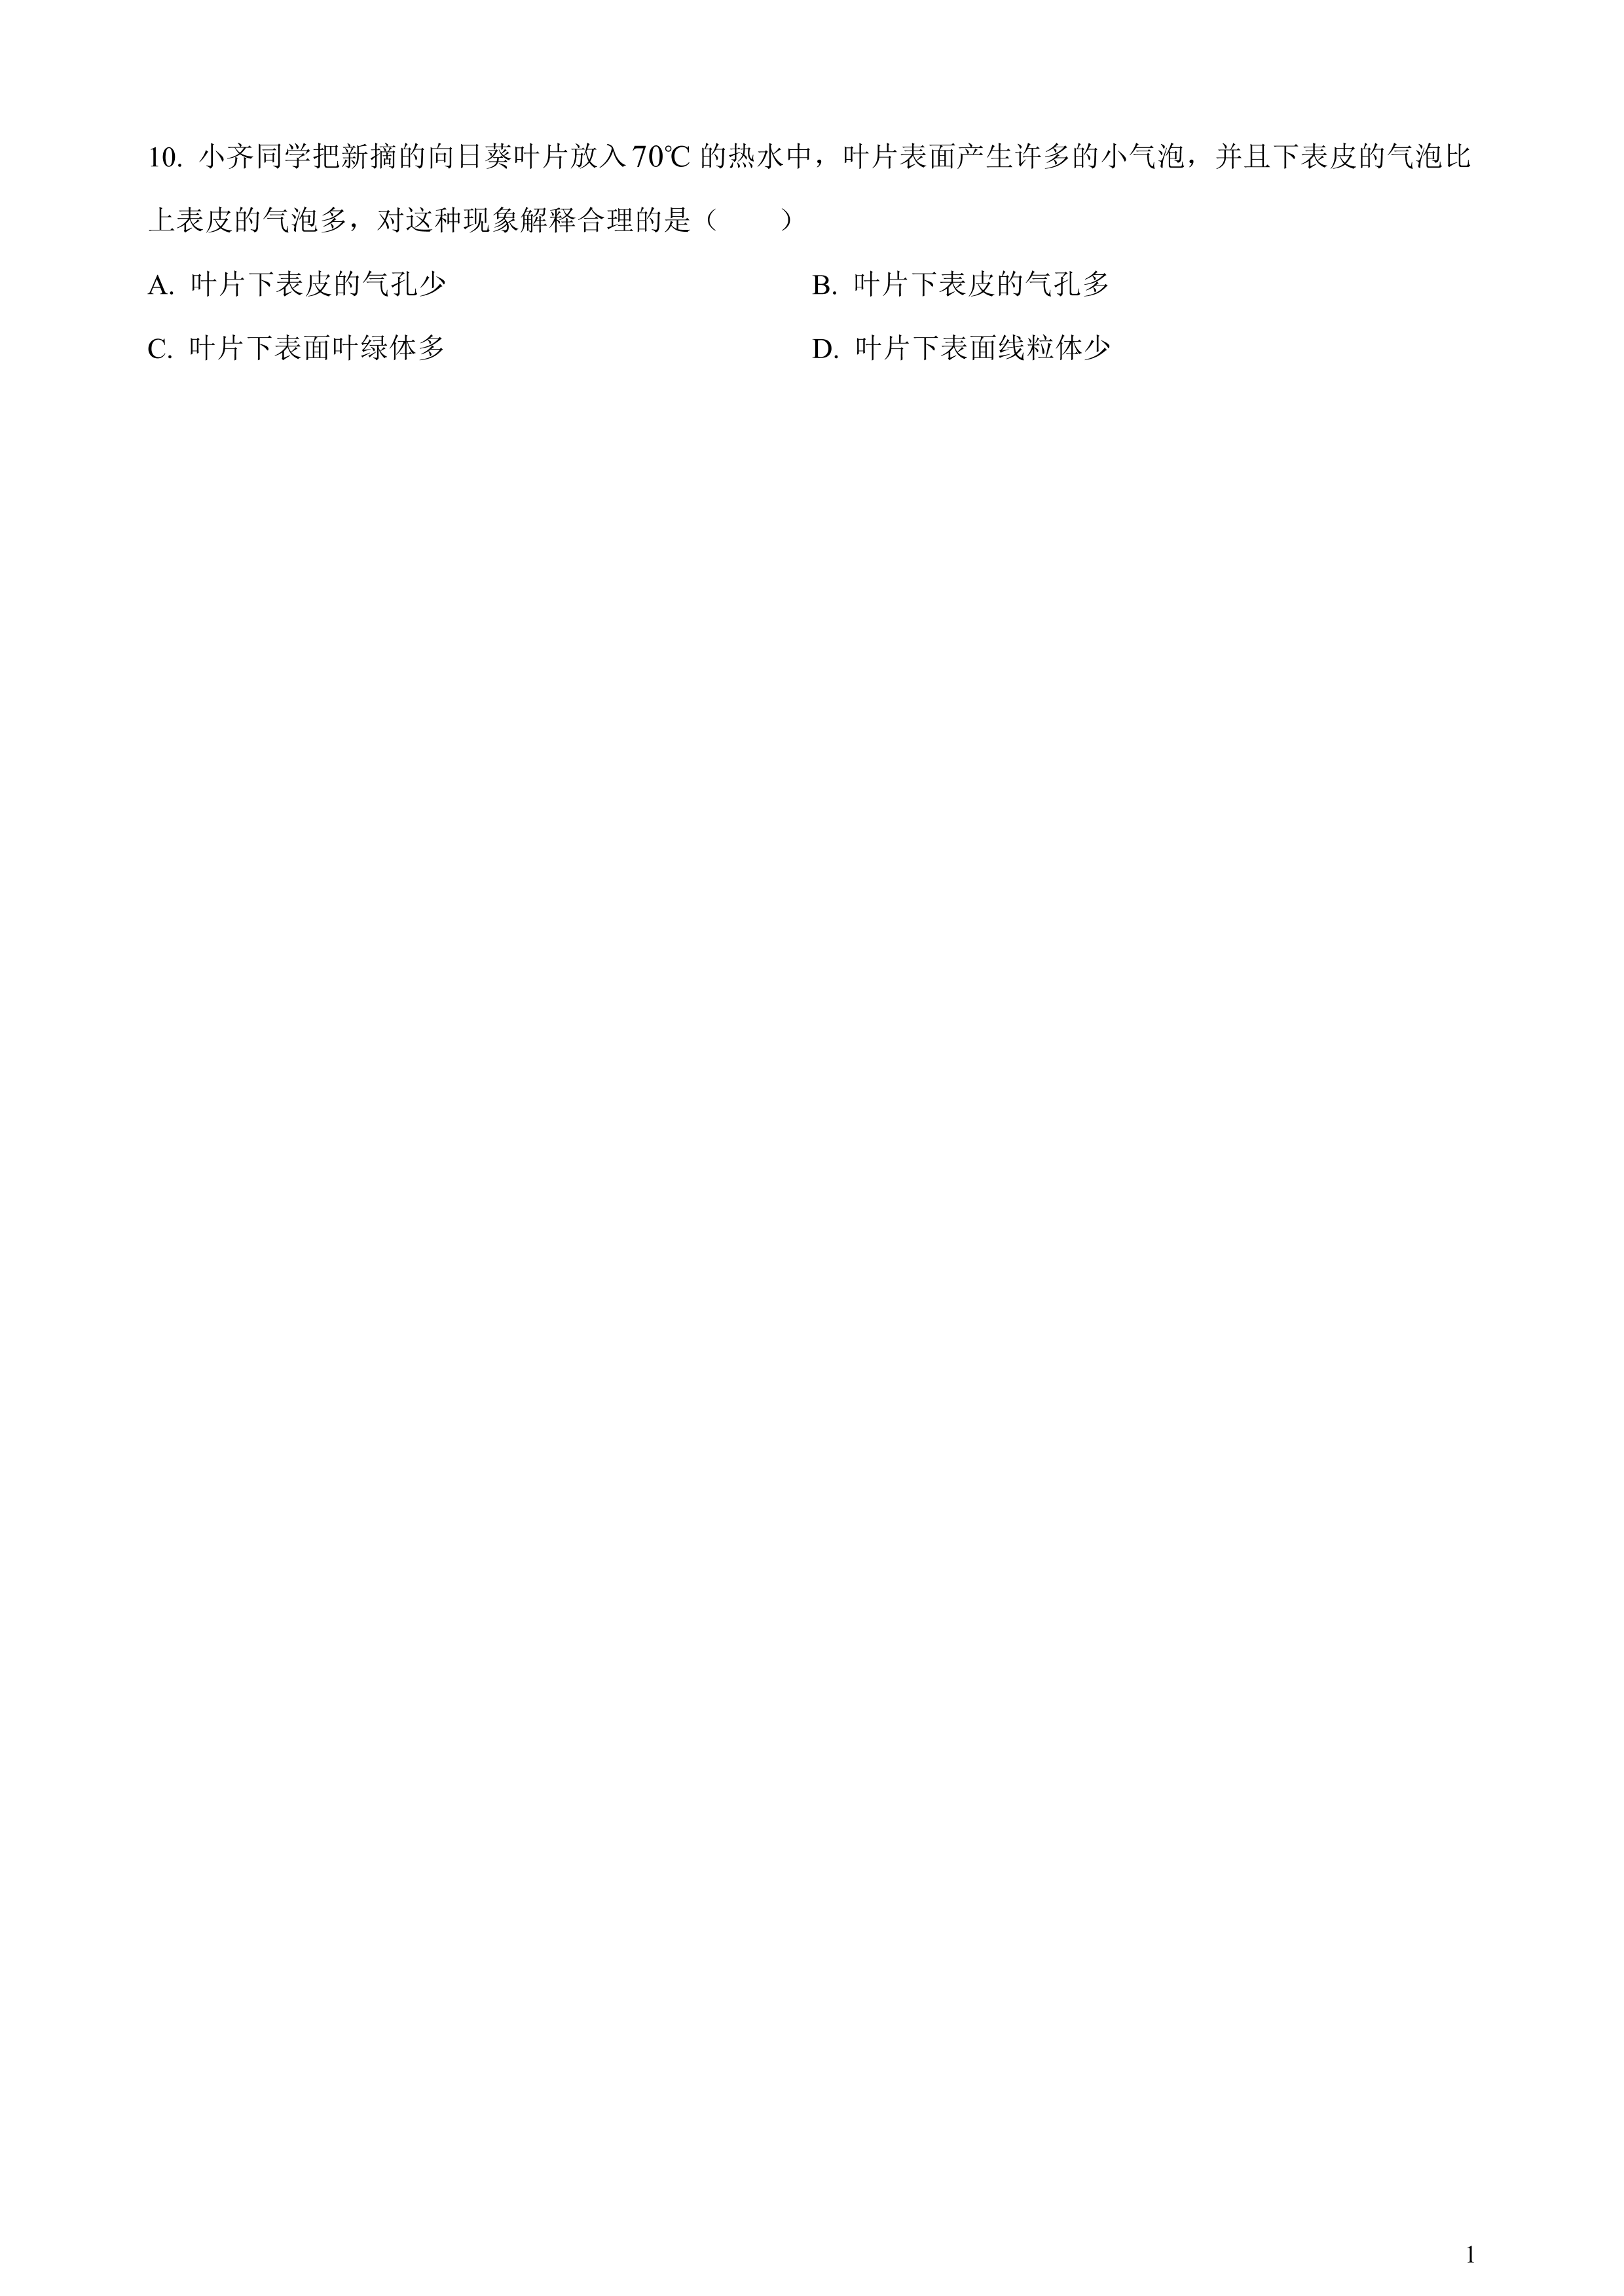 10. 小齐同学把新摘的向日葵叶片放入70℃ 的热水中，叶片表面产生许多的小气泡，并且下表皮的气泡比
上表皮的气泡多，对这种现象解释合理的是（　　）
A. 叶片下表皮的气孔少 B. 叶片下表皮的气孔多
C. 叶片下表面叶绿体多 D. 叶片下表面线粒体少
1